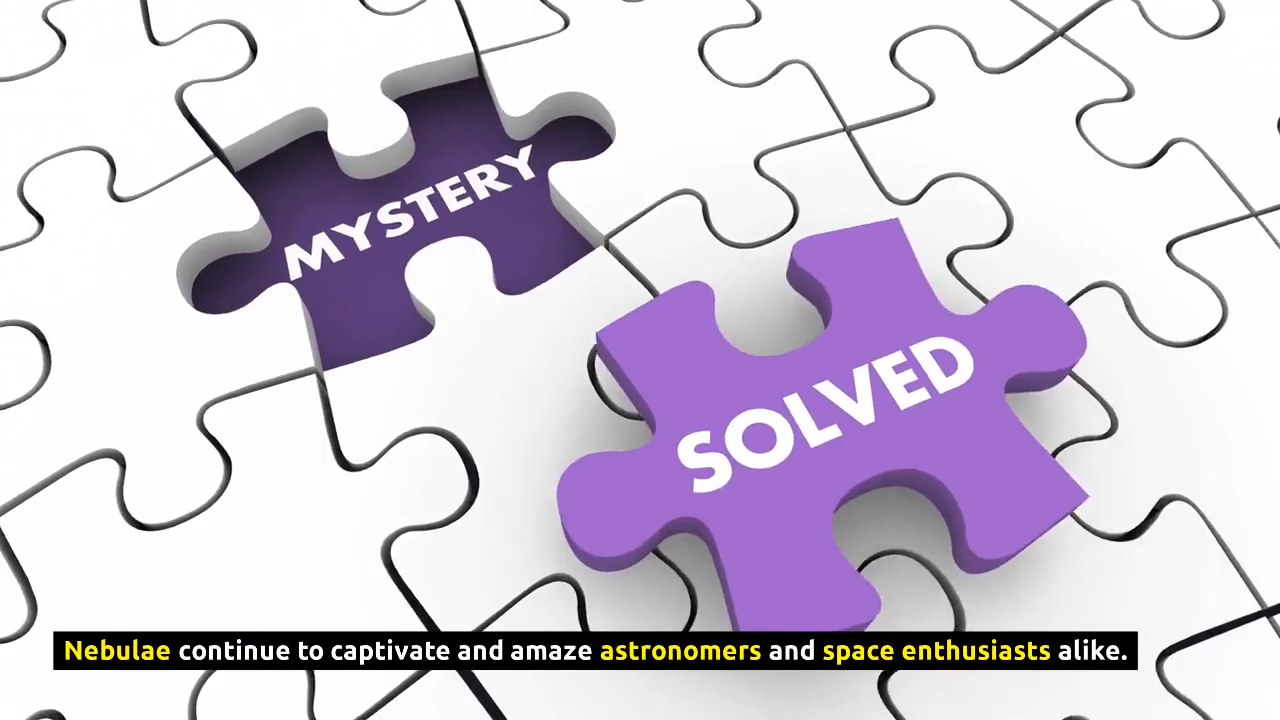 MYSTERY
SOLVED
Nebulae continue to captivate and amaze astronomers and space enthusiasts alike.